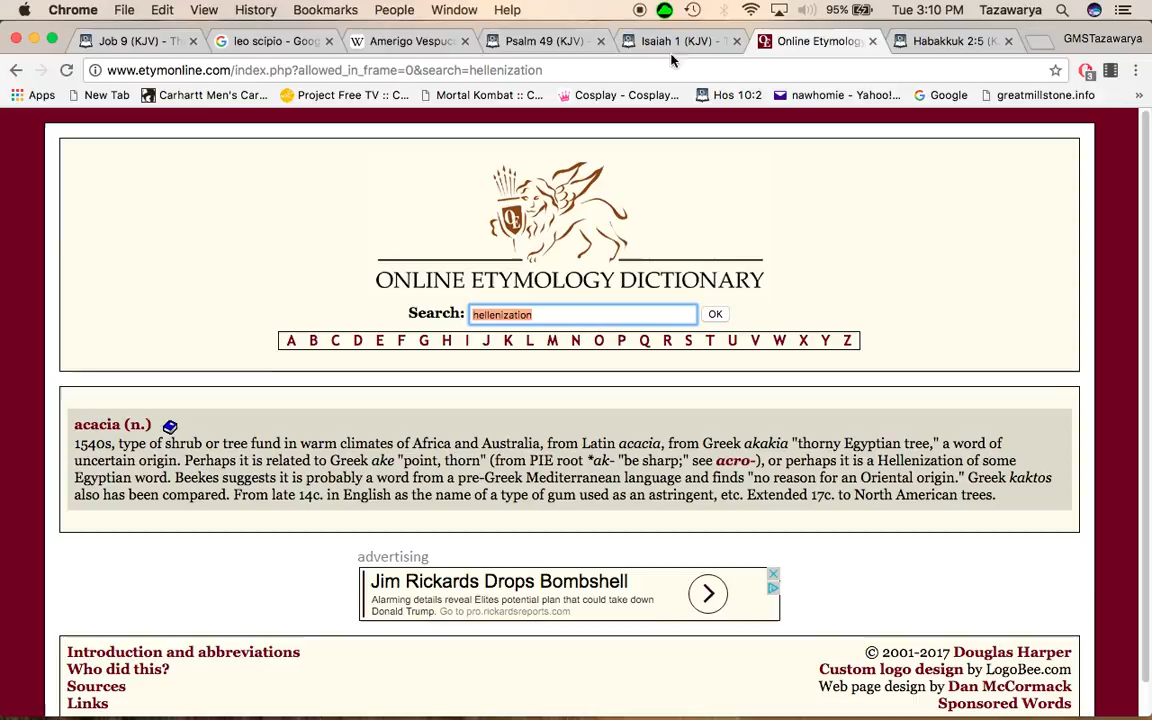 Chrome File Edit View History Bookmarks People Window Help 95% Tue 3:10 PM Tazawarya
Job 9 (KJV) - Th leo scipio - Goog Amerigo Vespucc Psalm 49 (KJV) - Isaiah 1 (KJV) - T Online Etymology Habakkuk 2:5 (K GMSTazawarya
www.etymonline.com/index.php?allowed_in_frame=0&search=hellenization 3
Apps New Tab Carhartt Men's Car... Project Free TV :: C... Mortal Kombat :: C... Cosplay - Cosplay... Hos 10:2 nawhomie - Yahoo!... Google greatmillstone.info »
OE
ONLINE ETYMOLOGY DICTIONARY
Search: hellenization OK
A B C D E F G H I J K L M N O P Q R S T U V W X Y Z
acacia (n.)
1540s, type of shrub or tree fund in warm climates of Africa and Australia, from Latin acacia, from Greek akakia "thorny Egyptian tree," a word of
uncertain origin. Perhaps it is related to Greek ake "point, thorn" (from PIE root *ak- "be sharp;" see acro-), or perhaps it is a Hellenization of some
Egyptian word. Beekes suggests it is probably a word from a pre-Greek Mediterranean language and finds "no reason for an Oriental origin." Greek kaktos
also has been compared. From late 14c. in English as the name of a type of gum used as an astringent, etc. Extended 17c. to North American trees.
advertising
Jim Rickards Drops Bombshell
Alarming details reveal Elites potential plan that could take down
Donald Trump. Go to pro.rickardsreports.com
Introduction and abbreviations © 2001-2017 Douglas Harper
Who did this? Custom logo design by LogoBee.com
Sources Web page design by Dan McCormack
Links Sponsored Words